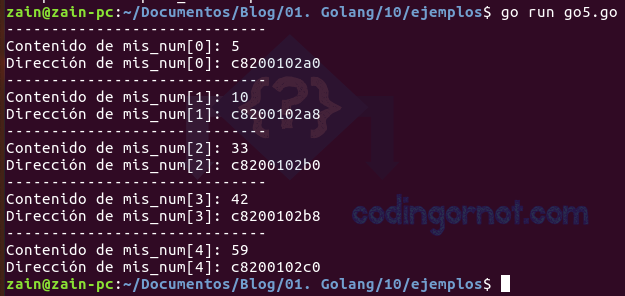 zain@zain-pc:~/Documentos/Blog/01. Golang/10/ejemplos$ go run go5.go
-----------------------------
Contenido de mis_num[0]: 5
Dirección de mis_num[0]: c8200102a0
-----------------------------
Contenido de mis_num[1]: 10
Dirección de mis_num[1]: c8200102a8
-----------------------------
Contenido de mis_num[2]: 33
Dirección de mis_num[2]: c8200102b0
-----------------------------
Contenido de mis_num[3]: 42
Dirección de mis_num[3]: c8200102b8
-----------------------------
Contenido de mis_num[4]: 59
Dirección de mis_num[4]: c8200102c0
zain@zain-pc:~/Documentos/Blog/01. Golang/10/ejemplos$
{?}
codingornot.com